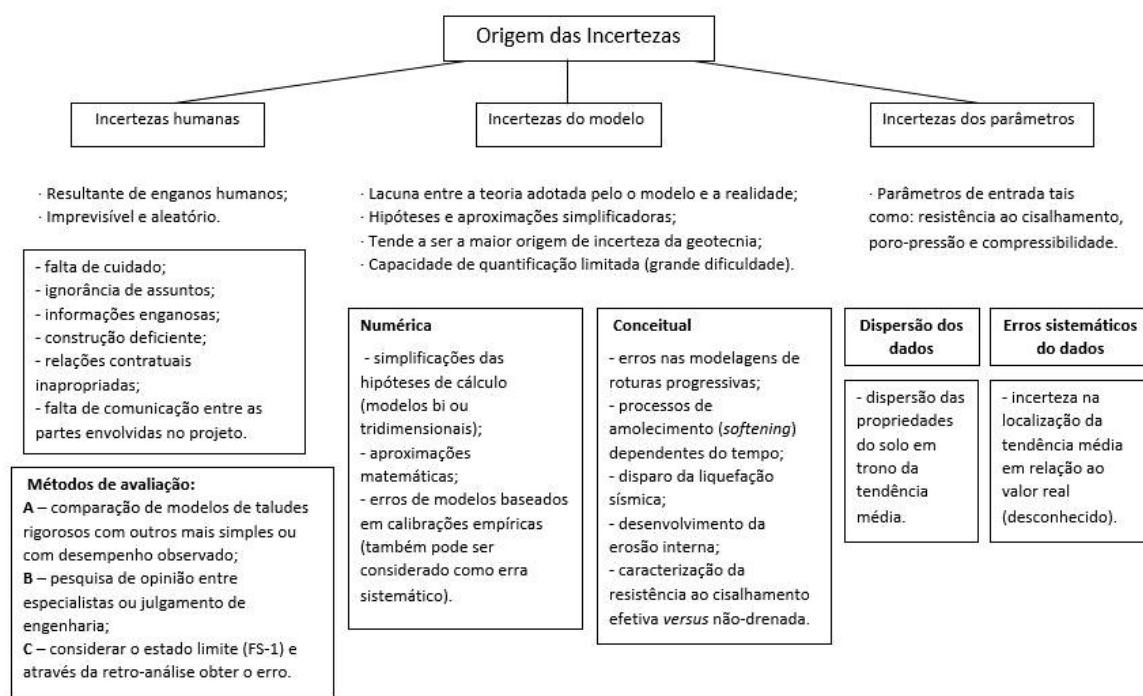 Origem das Incertezas
Incertezas humanas
Incertezas do modelo
Incertezas dos parâmetros
· Resultante de enganos humanos;
· Imprevisível e aleatório.
· Lacuna entre a teoria adotada pelo o modelo e a realidade;
· Hipóteses e aproximações simplificadoras;
· Tende a ser a maior origem de incerteza da geotecnia;
· Capacidade de quantificação limitada (grande dificuldade).
· Parâmetros de entrada tais
como: resistência ao cisalhamento,
poro-pressão e compressibilidade.
- falta de cuidado;
- ignorância de assuntos;
- informações enganosas;
- construção deficiente;
- relações contratuais
inapropriadas;
- falta de comunicação entre as
partes envolvidas no projeto.
Métodos de avaliação:
A – comparação de modelos de taludes
rigorosos com outros mais simples ou
com desempenho observado;
B – pesquisa de opinião entre
especialistas ou julgamento de
engenharia;
C – considerar o estado limite (FS-1) e
através da retro-análise obter o erro.
Numérica
- simplificações das
hipóteses de cálculo
(modelos bi ou
tridimensionais);
- aproximações
matemáticas;
- erros de modelos baseados
em calibrações empíricas
(também pode ser
considerado como erra
sistemático).
Conceitual
- erros nas modelagens de
roturas progressivas;
- processos de
amolecimento (softening)
dependentes do tempo;
- disparo da liquefação
sísmica;
- desenvolvimento da
erosão interna;
- caracterização da
resistência ao cisalhamento
efetiva versus não-drenada.
Dispersão dos
dados
- dispersão das
propriedades
do solo em
trono da
tendência
média.
Erros sistemáticos
do dados
- incerteza na
localização da
tendência média
em relação ao
valor real
(desconhecido).